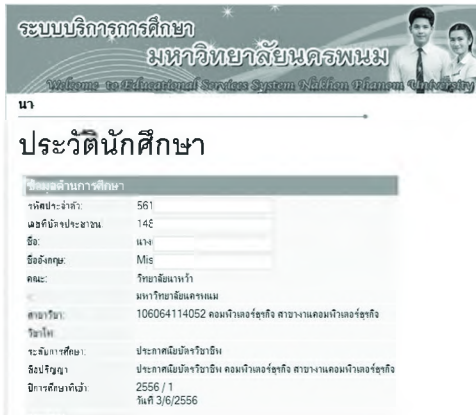 ระบบบริการการศึกษา
มหาวิทยาลัยนครพนม
Welcome to Educational Services System Nakhon Phanom University
นา
ประวัตินักศึกษา
ข้อมูลด้านการศึกษา
รหัสประจำตัว: 561
เลขที่บัตรประชาชน: 148
ชื่อ: นาง
ชื่ออังกฤษ: Mis
คณะ: วิทยาลัยนาหว้า
มหาวิทยาลัยนครพนม
สาขาวิชา: 106064114052 คอมพิวเตอร์ธุรกิจ สาขางานคอมพิวเตอร์ธุรกิจ
วิชาโท
ระดับการศึกษา: ประกาศนียบัตรวิชาชีพ
ชื่อปริญญา ประกาศนียบัตรวิชาชีพ คอมพิวเตอร์ธุรกิจ สาขางานคอมพิวเตอร์ธุรกิจ
ปีการศึกษาที่เข้า: 2556 / 1
วันที่ 3/6/2556